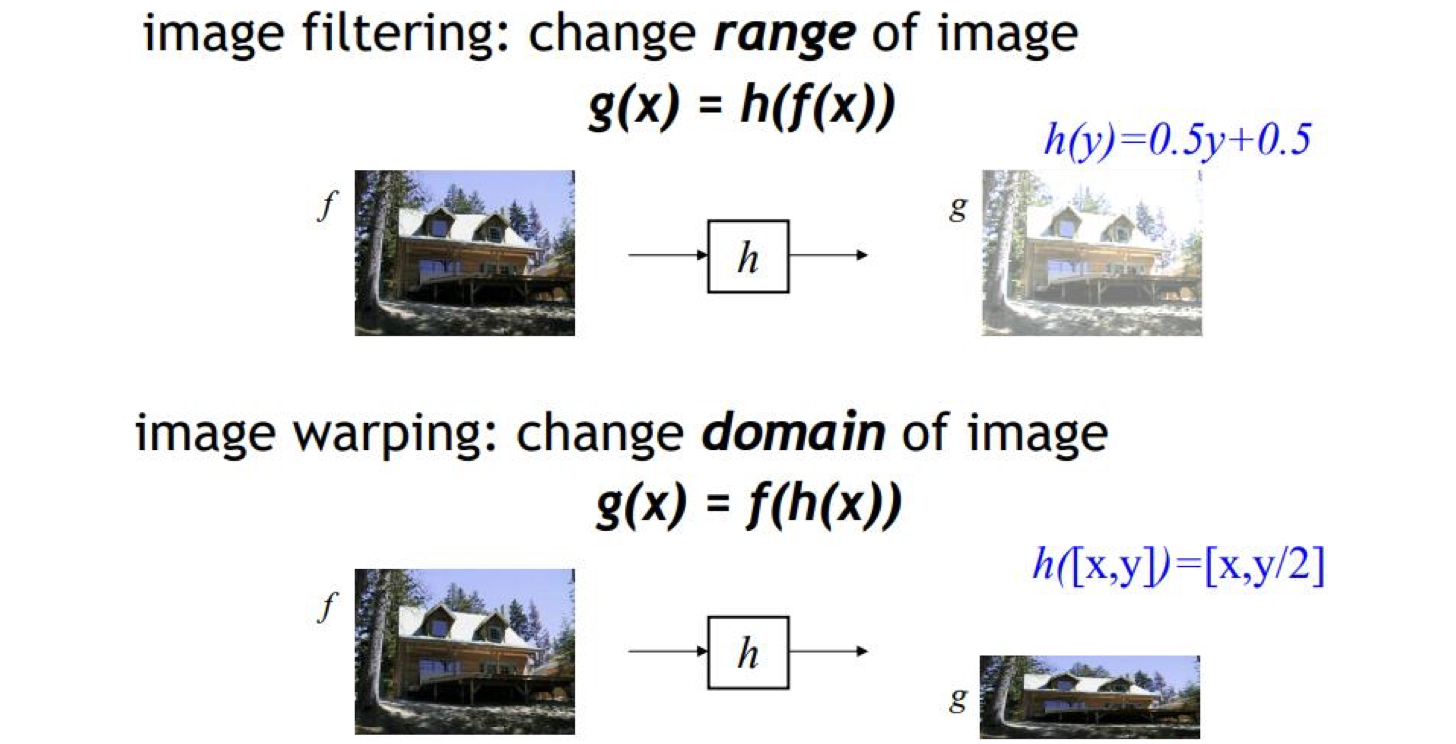 image filtering: change range of image
g(x) = h(f(x))
h(y)=0.5y+0.5
f
h
g
image warping: change domain of image
g(x) = f(h(x))
h([x,y])=[x,y/2]
f
h
g